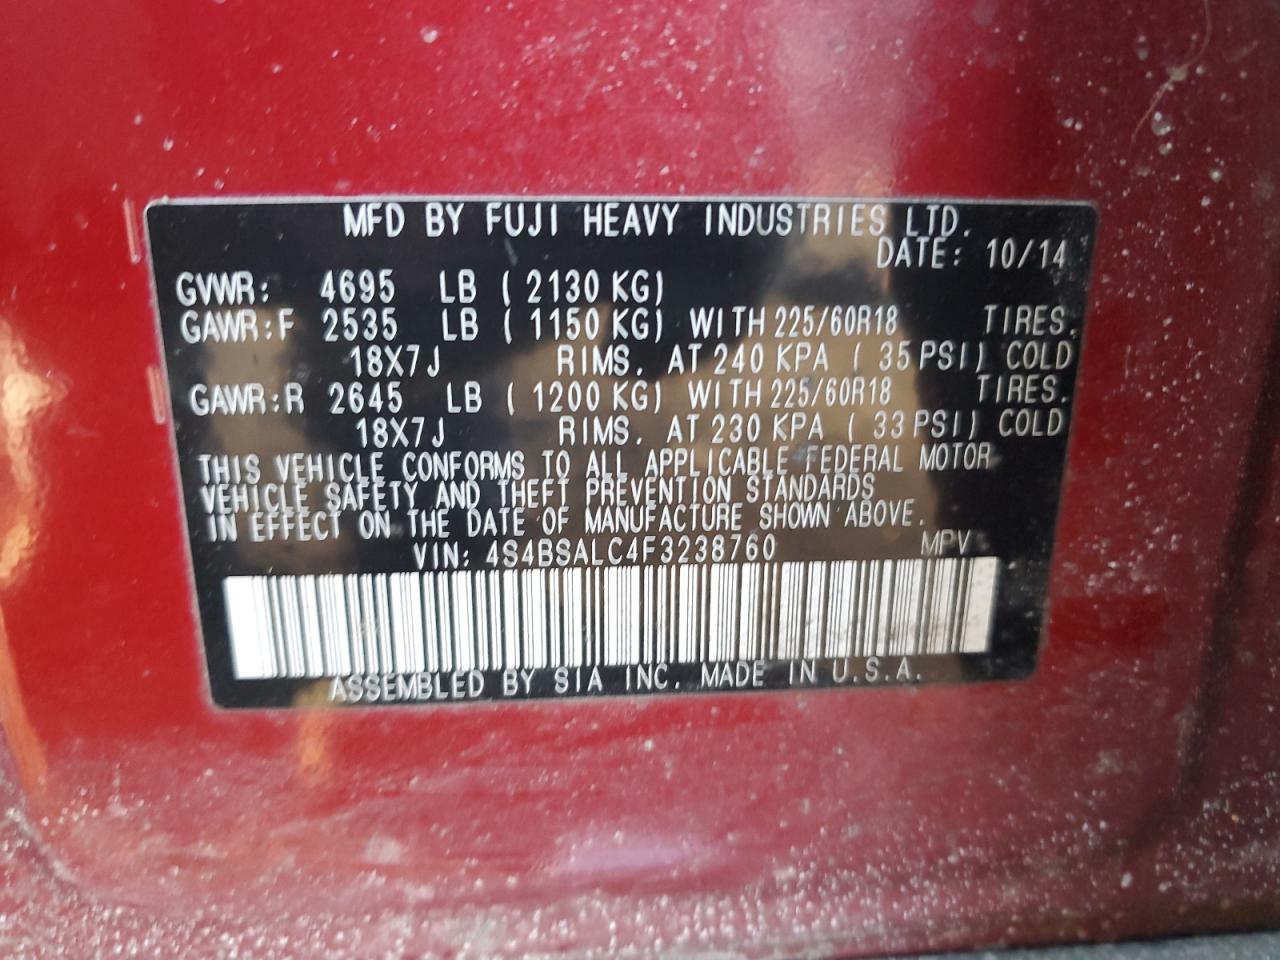 MFD BY FUJI HEAVY INDUSTRIES LTD.
DATE: 10/14
GVWR: 4695 LB ( 2130 KG)
GAWR:F 2535 LB ( 1150 KG) WITH 225/60R18 TIRES.
18X7J RIMS. AT 240 KPA ( 35 PSI) COLD
GAWR:R 2645 LB ( 1200 KG) WITH 225/60R18 TIRES.
18X7J RIMS. AT 230 KPA ( 33 PSI) COLD
THIS VEHICLE CONFORMS TO ALL APPLICABLE FEDERAL MOTOR
VEHICLE SAFETY AND THEFT PREVENTION STANDARDS
IN EFFECT ON THE DATE OF MANUFACTURE SHOWN ABOVE.
VIN: 4S4BSALC4F3238760 MPV
ASSEMBLED BY SIA INC. MADE IN U.S.A.